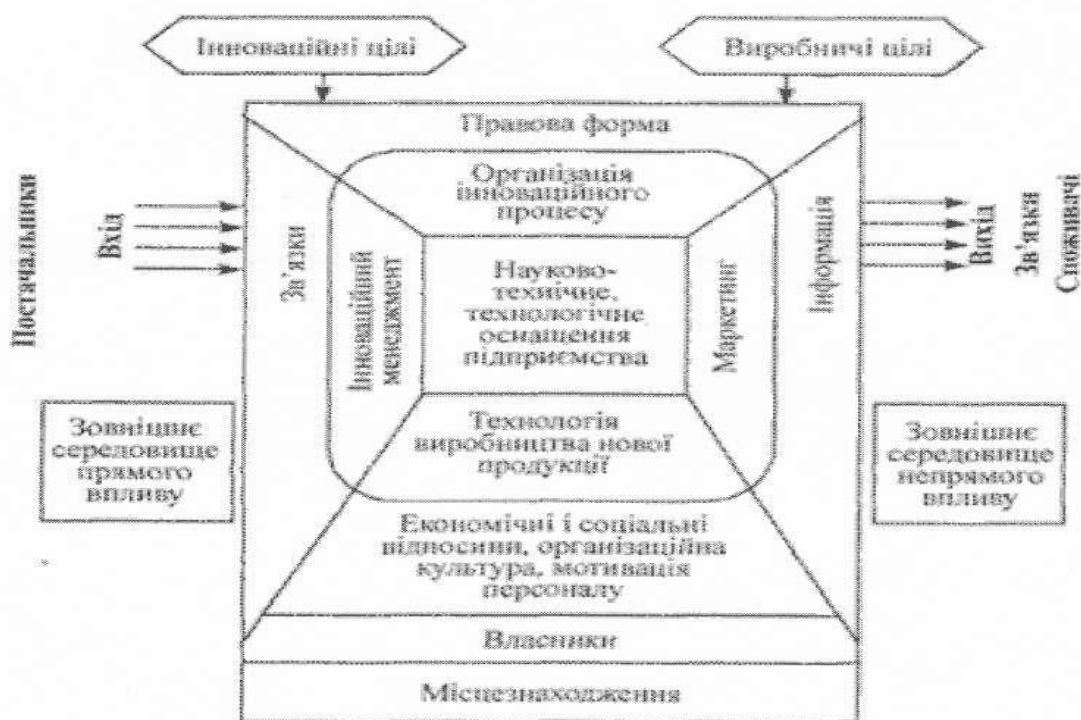 Інноваційні цілі
Виробничі цілі
Правова форма
Організація
інноваційного
процесу
Постачальники
Вхід
Зв'язки
Інноваційний
менеджмент
Науково-
технічне,
технологічне
оснащення
підприємства
Маркетинг
Інформація
Вихід
Зв'язки
Споживачі
Зовнішнє
середовище
прямого
впливу
Технологія
виробництва нової
продукції
Зовнішнє
середовище
непрямого
впливу
Економічні і соціальні
відносини, організаційна
культура, мотивація
персоналу
Власники
Місцезнаходження